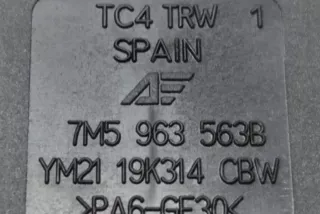 TC4 TRW 1
SPAIN
7M5 963 563B
YM21 19K314 CBW
>PA6-GF30<